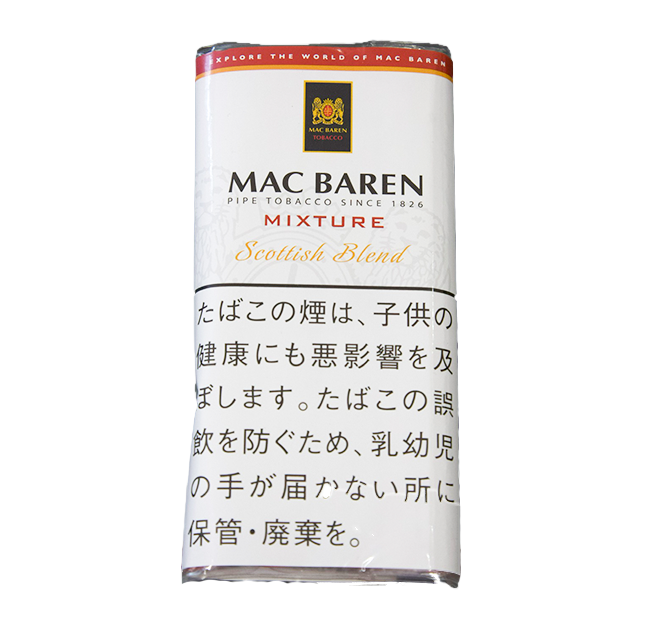 EXPLORE THE WORLD OF MAC BAREN
MAC BAREN
TOBACCO
MAC BAREN
PIPE TOBACCO SINCE 1826
MIXTURE
Scottish Blend
たばこの煙は、子供の
健康にも悪影響を及
ぼします。たばこの誤
飲を防ぐため、乳幼児
の手が届かない所に
保管・廃棄を。